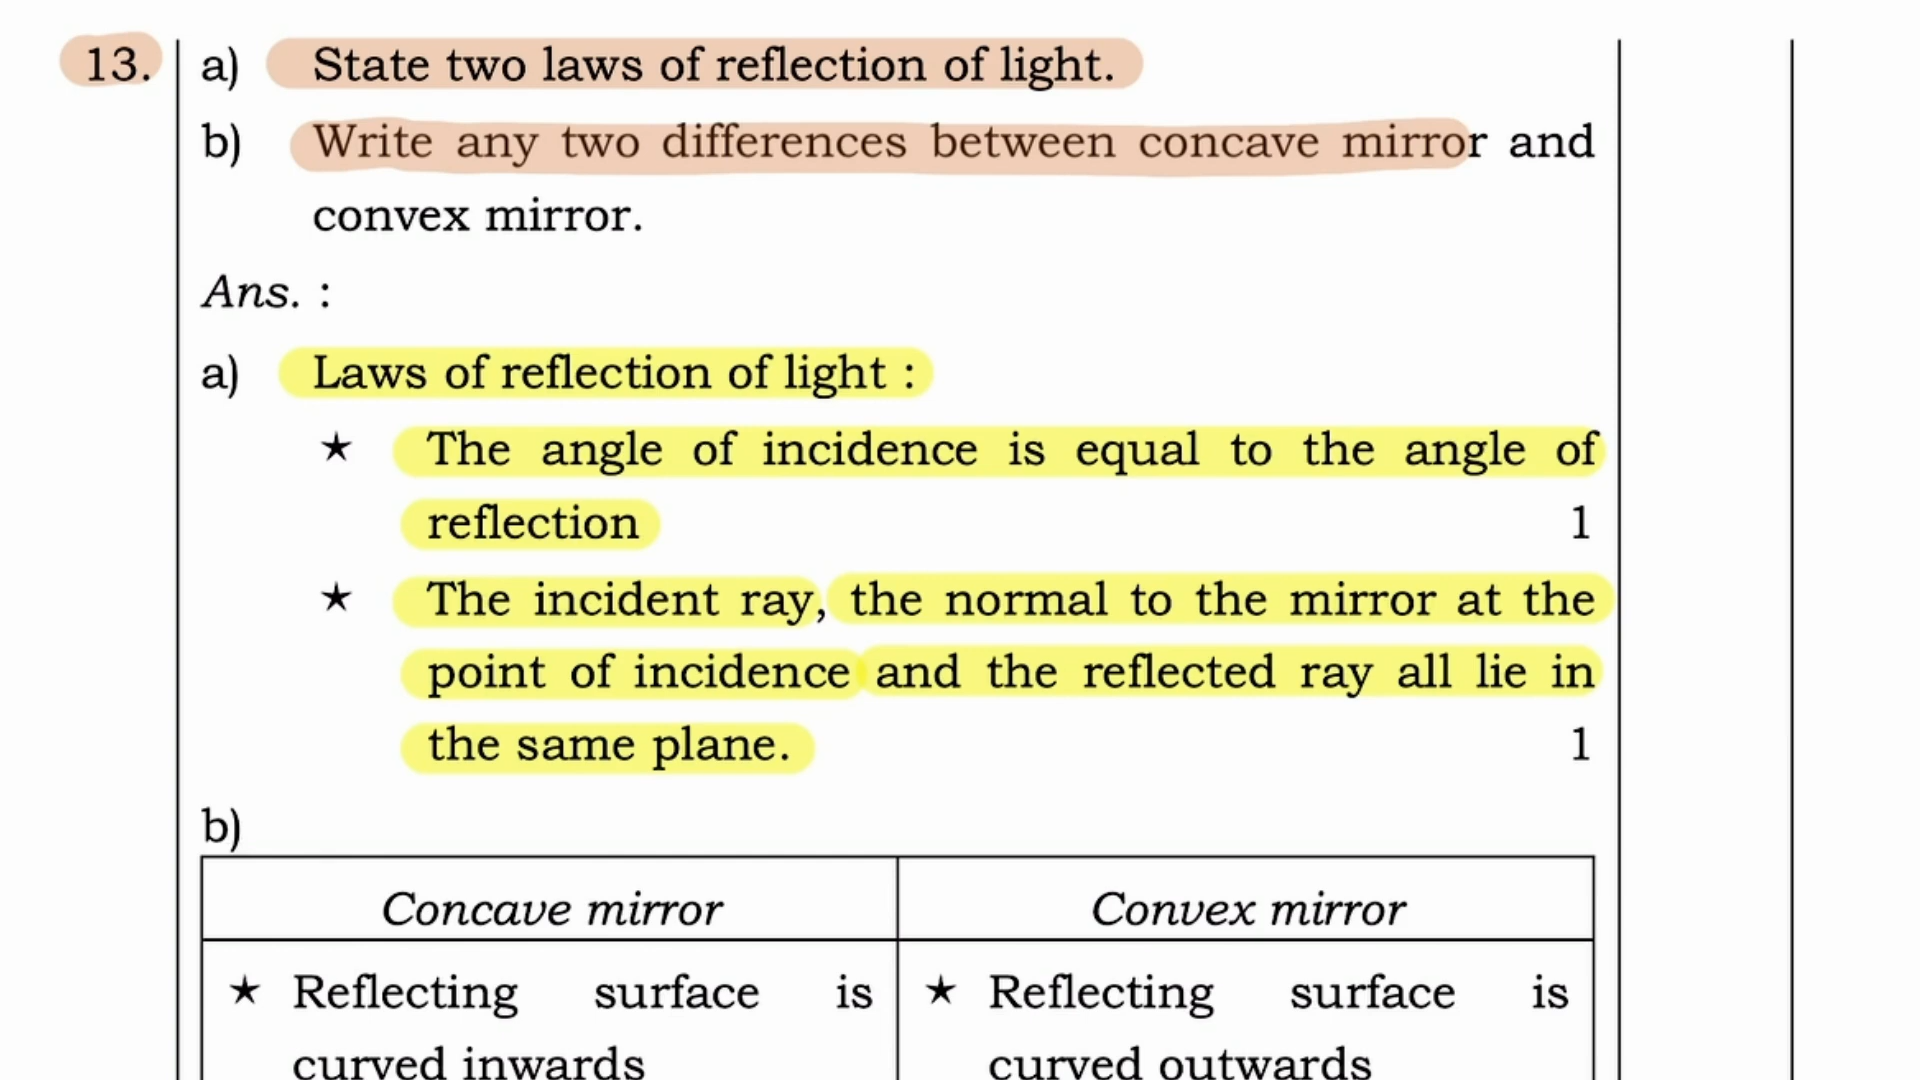 13. a) State two laws of reflection of light.
b) Write any two differences between concave mirror and
convex mirror.
Ans. :
a) Laws of reflection of light :
★ The angle of incidence is equal to the angle of
reflection 1
★ The incident ray, the normal to the mirror at the
point of incidence and the reflected ray all lie in
the same plane. 1
b)
Concave mirror Convex mirror
★ Reflecting surface is ★ Reflecting surface is
curved inwards curved outwards